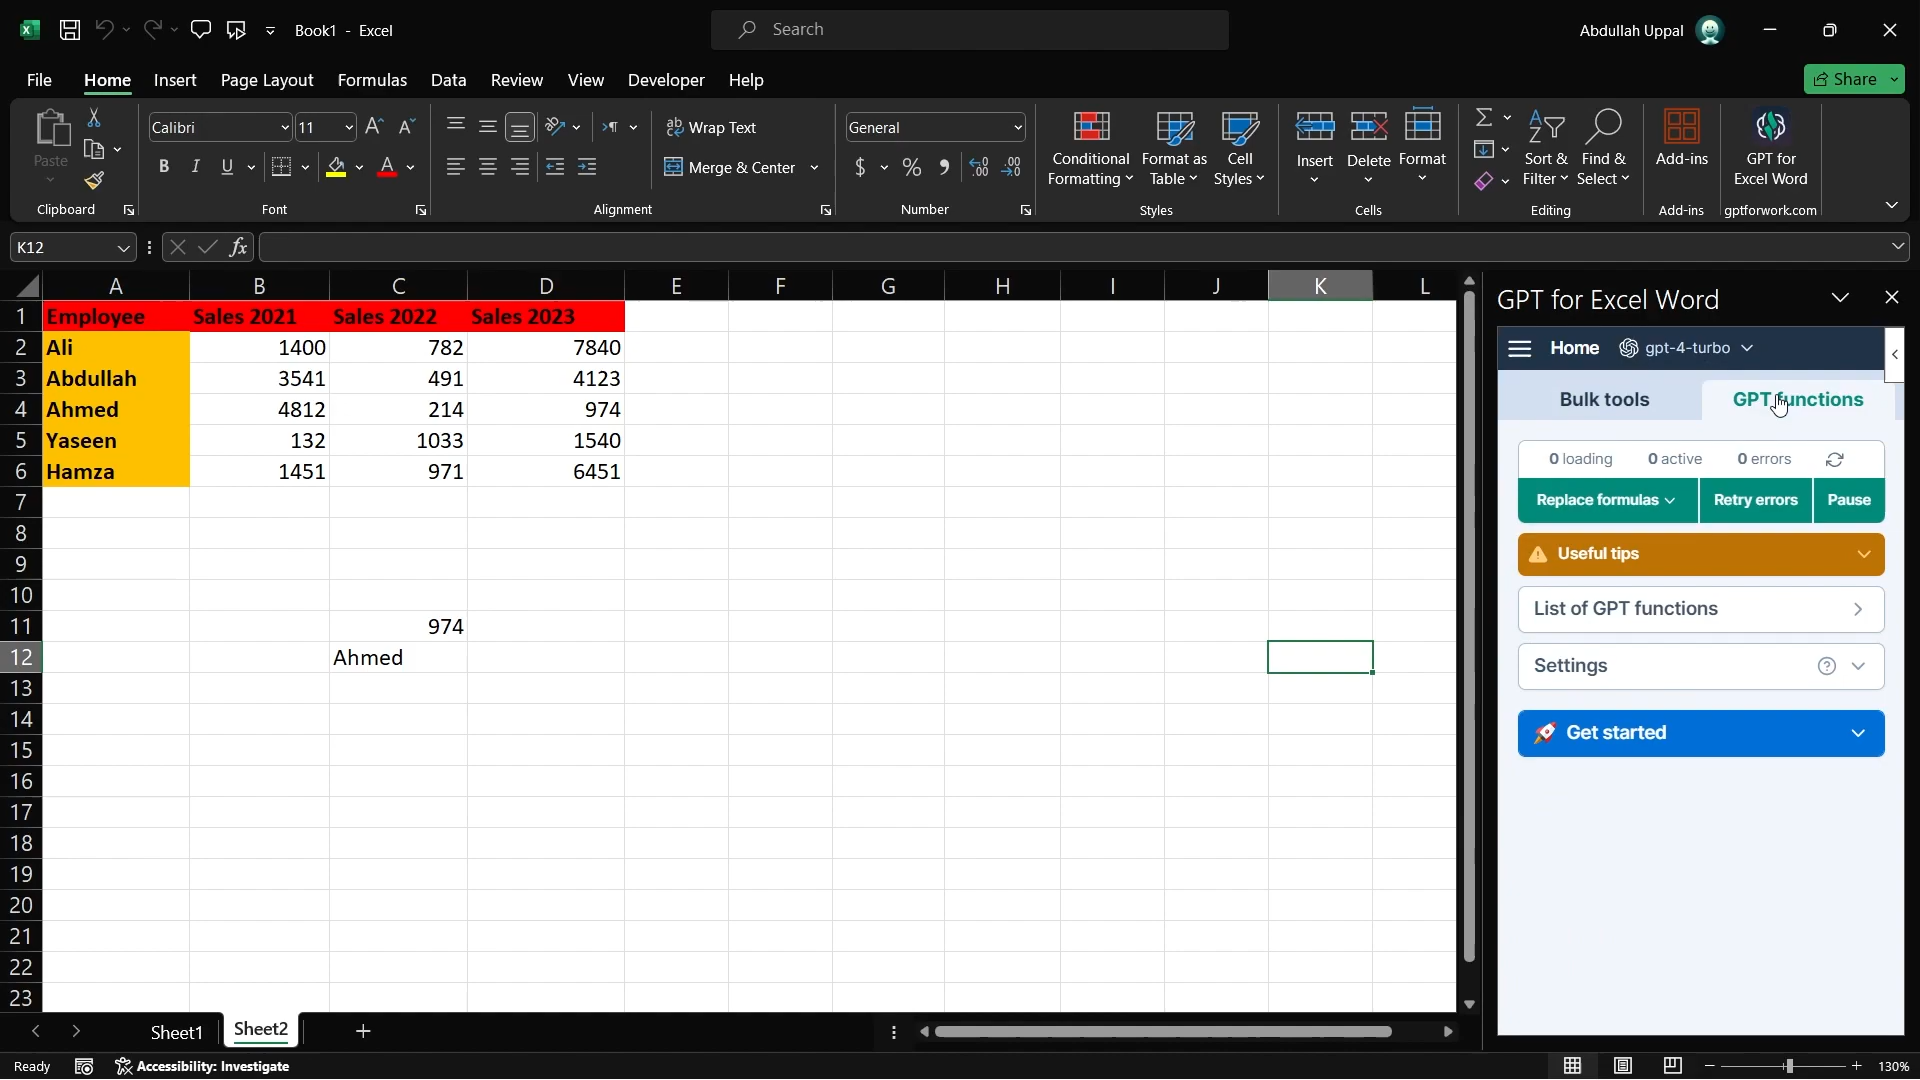 Book1 - Excel
Search
Abdullah Uppal
File Home Insert Page Layout Formulas Data Review View Developer Help
Share
Paste
Clipboard
Calibri 11
B I U A
Font
Wrap Text
Merge & Center
Alignment
General
$ % ,
Number
Conditional Formatting
Format as Table
Cell Styles
Styles
Insert
Delete
Format
Cells
Sort & Filter
Find & Select
Editing
Add-ins
Add-ins
GPT for Excel Word
gptforwork.com
K12
fx
A B C D E F G H I J K L
1 Employee Sales 2021 Sales 2022 Sales 2023
2 Ali 1400 782 7840
3 Abdullah 3541 491 4123
4 Ahmed 4812 214 974
5 Yaseen 132 1033 1540
6 Hamza 1451 971 6451
7
8
9
10
11 974
12 Ahmed
13
14
15
16
17
18
19
20
21
22
23
GPT for Excel Word
Home gpt-4-turbo
Bulk tools GPT functions
0 loading 0 active 0 errors
Replace formulas Retry errors Pause
Useful tips
List of GPT functions
Settings
Get started
Sheet1 Sheet2
Ready Accessibility: Investigate 130%